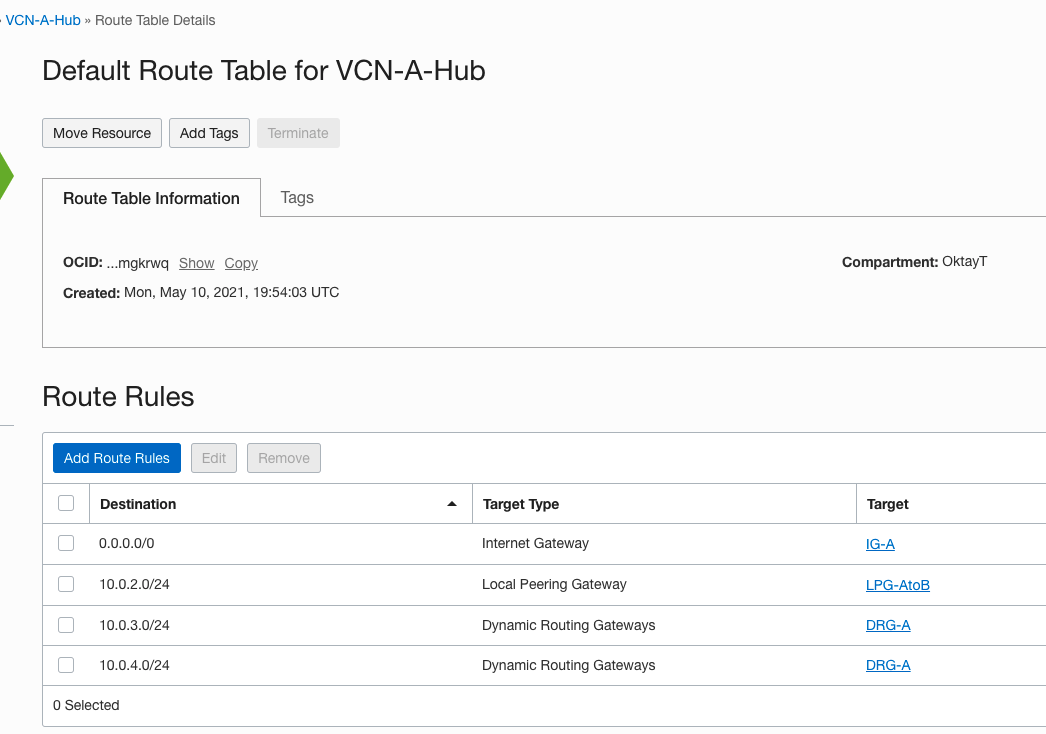 » VCN-A-Hub » Route Table Details
Default Route Table for VCN-A-Hub
Move Resource Add Tags Terminate
Route Table Information Tags
OCID: ...mgkrwq Show Copy Compartment: OktayT
Created: Mon, May 10, 2021, 19:54:03 UTC
Route Rules
Add Route Rules Edit Remove
Destination Target Type Target
0.0.0.0/0 Internet Gateway IG-A
10.0.2.0/24 Local Peering Gateway LPG-AtoB
10.0.3.0/24 Dynamic Routing Gateways DRG-A
10.0.4.0/24 Dynamic Routing Gateways DRG-A
0 Selected